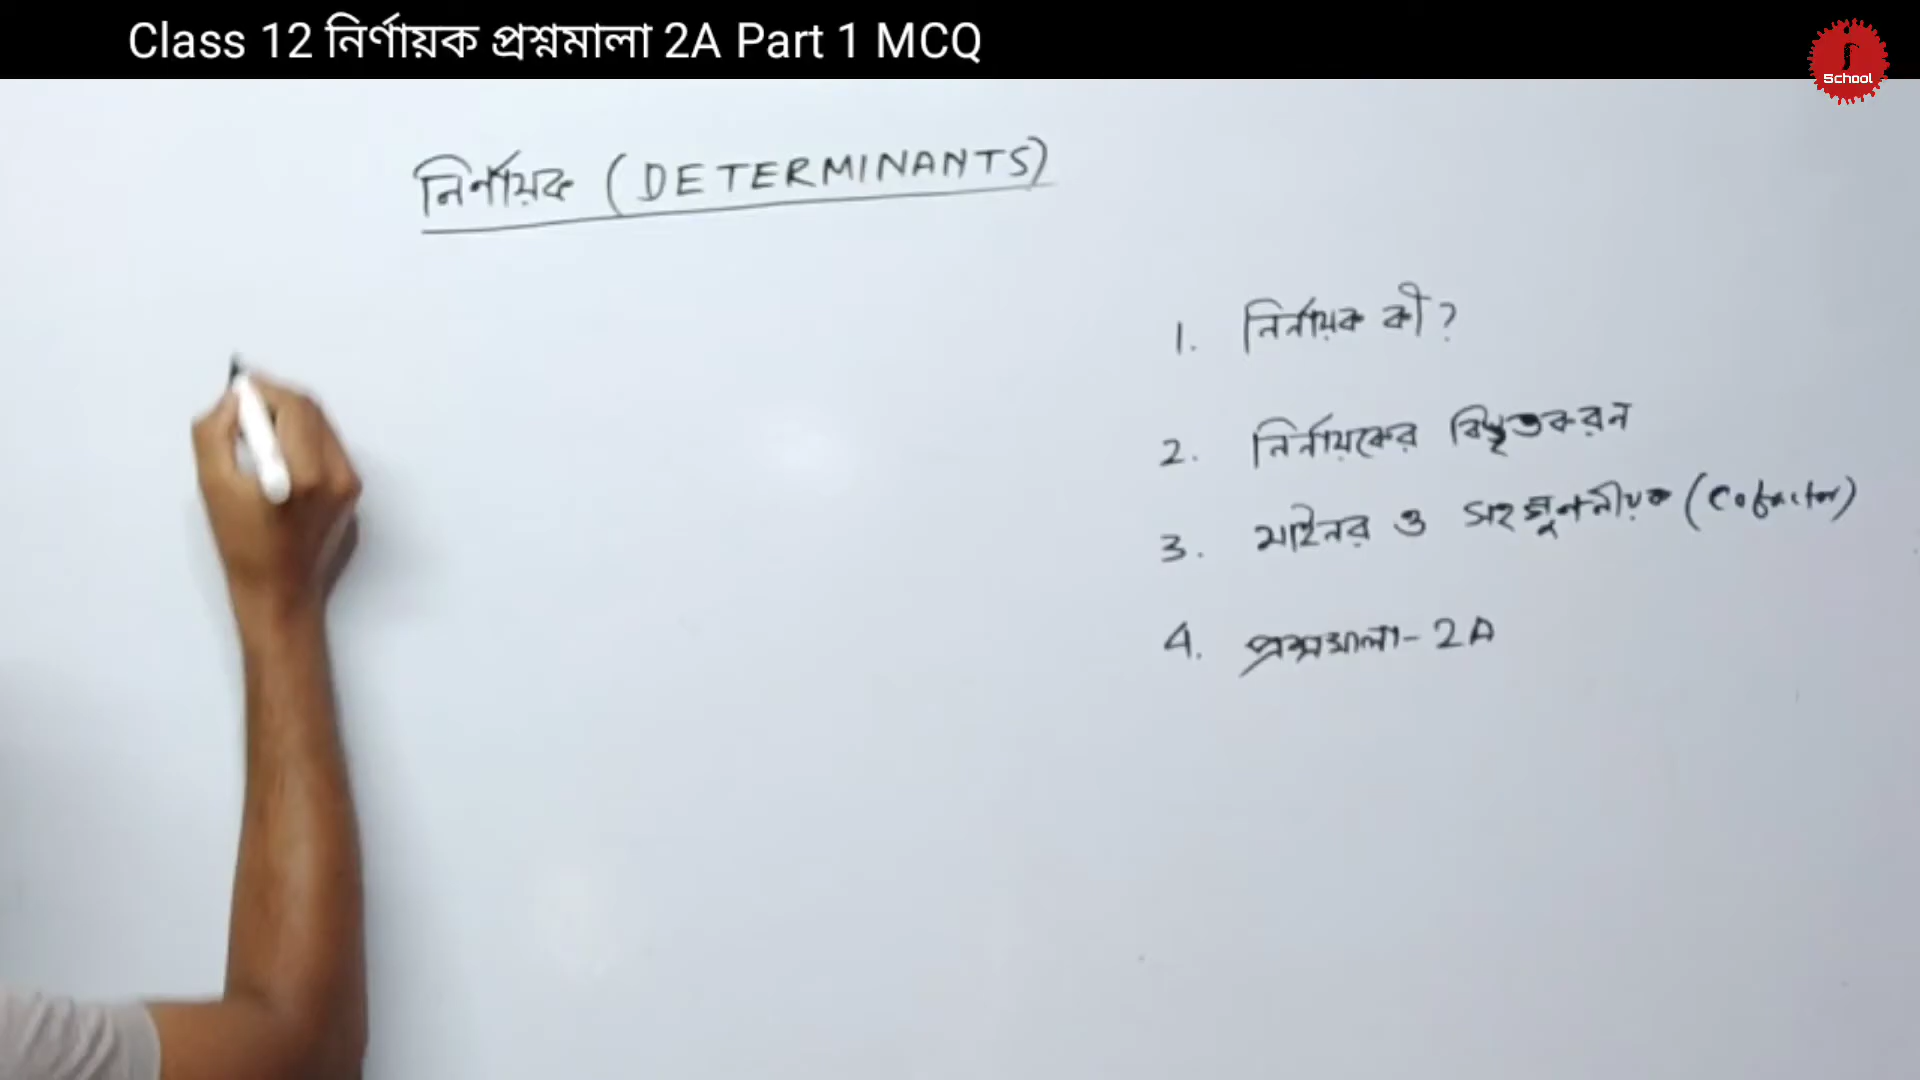 Class 12 নির্ণায়ক প্রশ্নমালা 2A Part 1 MCQ
School
নির্ণায়ক (DETERMINANTS)
1. নির্নায়ক কী?
2. নির্নায়কের বিস্তৃতকরন
3. মাইনর ও সহগুননীয়ক (Cofactor)
4. প্রশ্নমালা - 2A